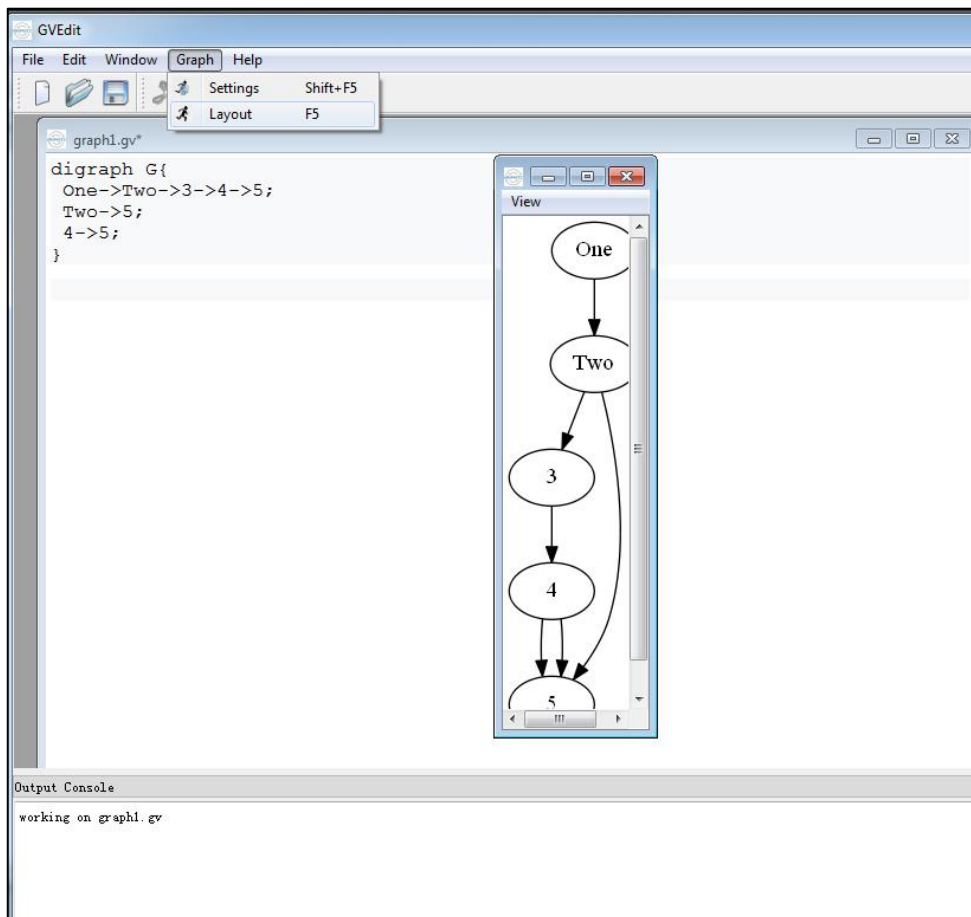 GVEdit
File Edit Window Graph Help
Settings Shift+F5
Layout F5
graph1.gv*
digraph G{
One->Two->3->4->5;
Two->5;
4->5;
}
View
One
Two
3
4
5
Output Console
working on graph1.gv